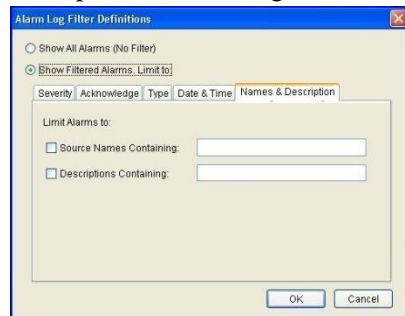 Alarm Log Filter Definitions
Show All Alarms (No Filter)
Show Filtered Alarms. Limit to:
Severity Acknowledge Type Date & Time Names & Description
Limit Alarms to:
Source Names Containing:
Descriptions Containing:
OK Cancel